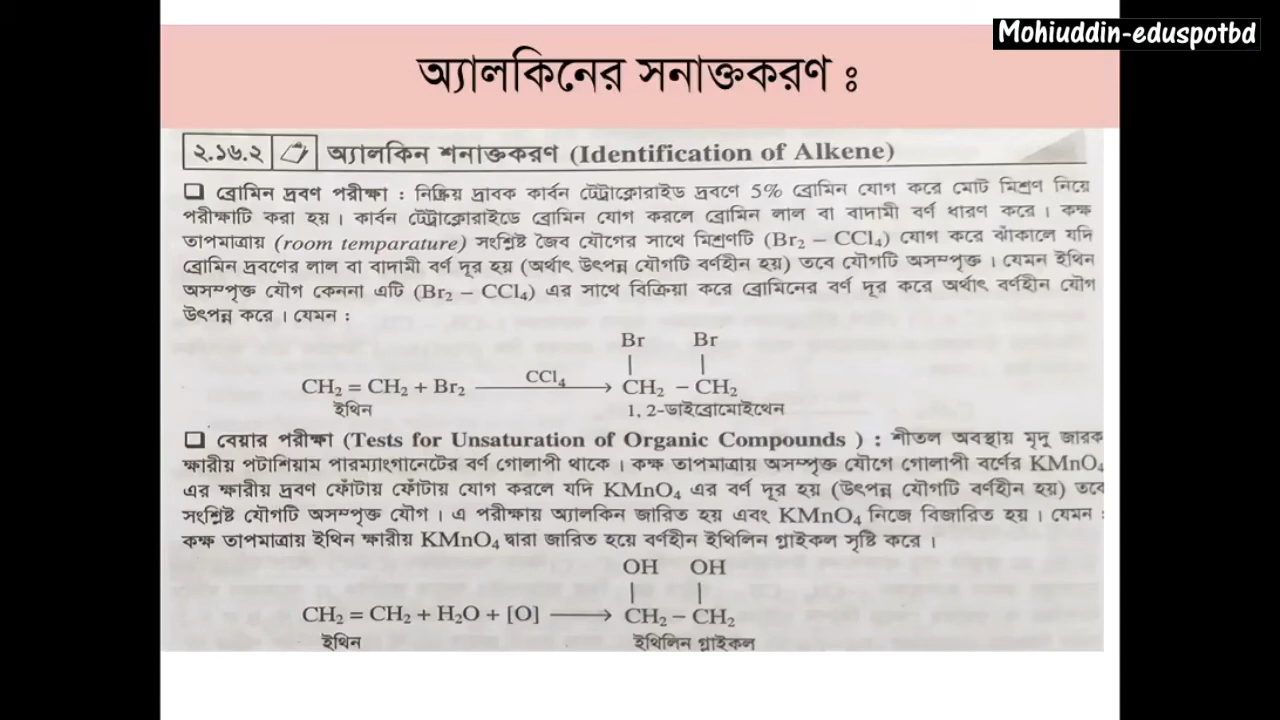 Mohiuddin-eduspotbd
অ্যালকিনের সনাক্তকরণ ঃ
২.১৬.২ অ্যালকিন শনাক্তকরণ (Identification of Alkene)
❑ ব্রোমিন দ্রবণ পরীক্ষা : নিষ্ক্রিয় দ্রাবক কার্বন টেট্রাক্লোরাইড দ্রবণে 5% ব্রোমিন যোগ করে মোট মিশ্রণ নিয়ে
পরীক্ষাটি করা হয়। কার্বন টেট্রাক্লোরাইডে ব্রোমিন যোগ করলে ব্রোমিন লাল বা বাদামী বর্ণ ধারণ করে। কক্ষ
তাপমাত্রায় (room temparature) সংশ্লিষ্ট জৈব যৌগের সাথে মিশ্রণটি (Br₂ – CCl₄) যোগ করে ঝাঁকালে যদি
ব্রোমিন দ্রবণের লাল বা বাদামী বর্ণ দূর হয় (অর্থাৎ উৎপন্ন যৌগটি বর্ণহীন হয়) তবে যৌগটি অসম্পৃক্ত। যেমন ইথিন
অসম্পৃক্ত যৌগ কেননা এটি (Br₂ – CCl₄) এর সাথে বিক্রিয়া করে ব্রোমিনের বর্ণ দূর করে অর্থাৎ বর্ণহীন যৌগ
উৎপন্ন করে। যেমন :
Br Br
CH₂ = CH₂ + Br₂ —CCl₄→ CH₂ – CH₂
ইথিন 1, 2-ডাইব্রোমোইথেন
❑ বেয়ার পরীক্ষা (Tests for Unsaturation of Organic Compounds ) : শীতল অবস্থায় মৃদু জারক
ক্ষারীয় পটাশিয়াম পারম্যাংগানেটের বর্ণ গোলাপী থাকে। কক্ষ তাপমাত্রায় অসম্পৃক্ত যৌগে গোলাপী বর্ণের KMnO₄
এর ক্ষারীয় দ্রবণ ফোঁটায় ফোঁটায় যোগ করলে যদি KMnO₄ এর বর্ণ দূর হয় (উৎপন্ন যৌগটি বর্ণহীন হয়) তবে
সংশ্লিষ্ট যৌগটি অসম্পৃক্ত যৌগ। এ পরীক্ষায় অ্যালকিন জারিত হয় এবং KMnO₄ নিজে বিজারিত হয়। যেমন :
কক্ষ তাপমাত্রায় ইথিন ক্ষারীয় KMnO₄ দ্বারা জারিত হয়ে বর্ণহীন ইথিলিন গ্লাইকল সৃষ্টি করে।
OH OH
CH₂ = CH₂ + H₂O + [O] ⟶ CH₂ – CH₂
ইথিন ইথিলিন গ্লাইকল